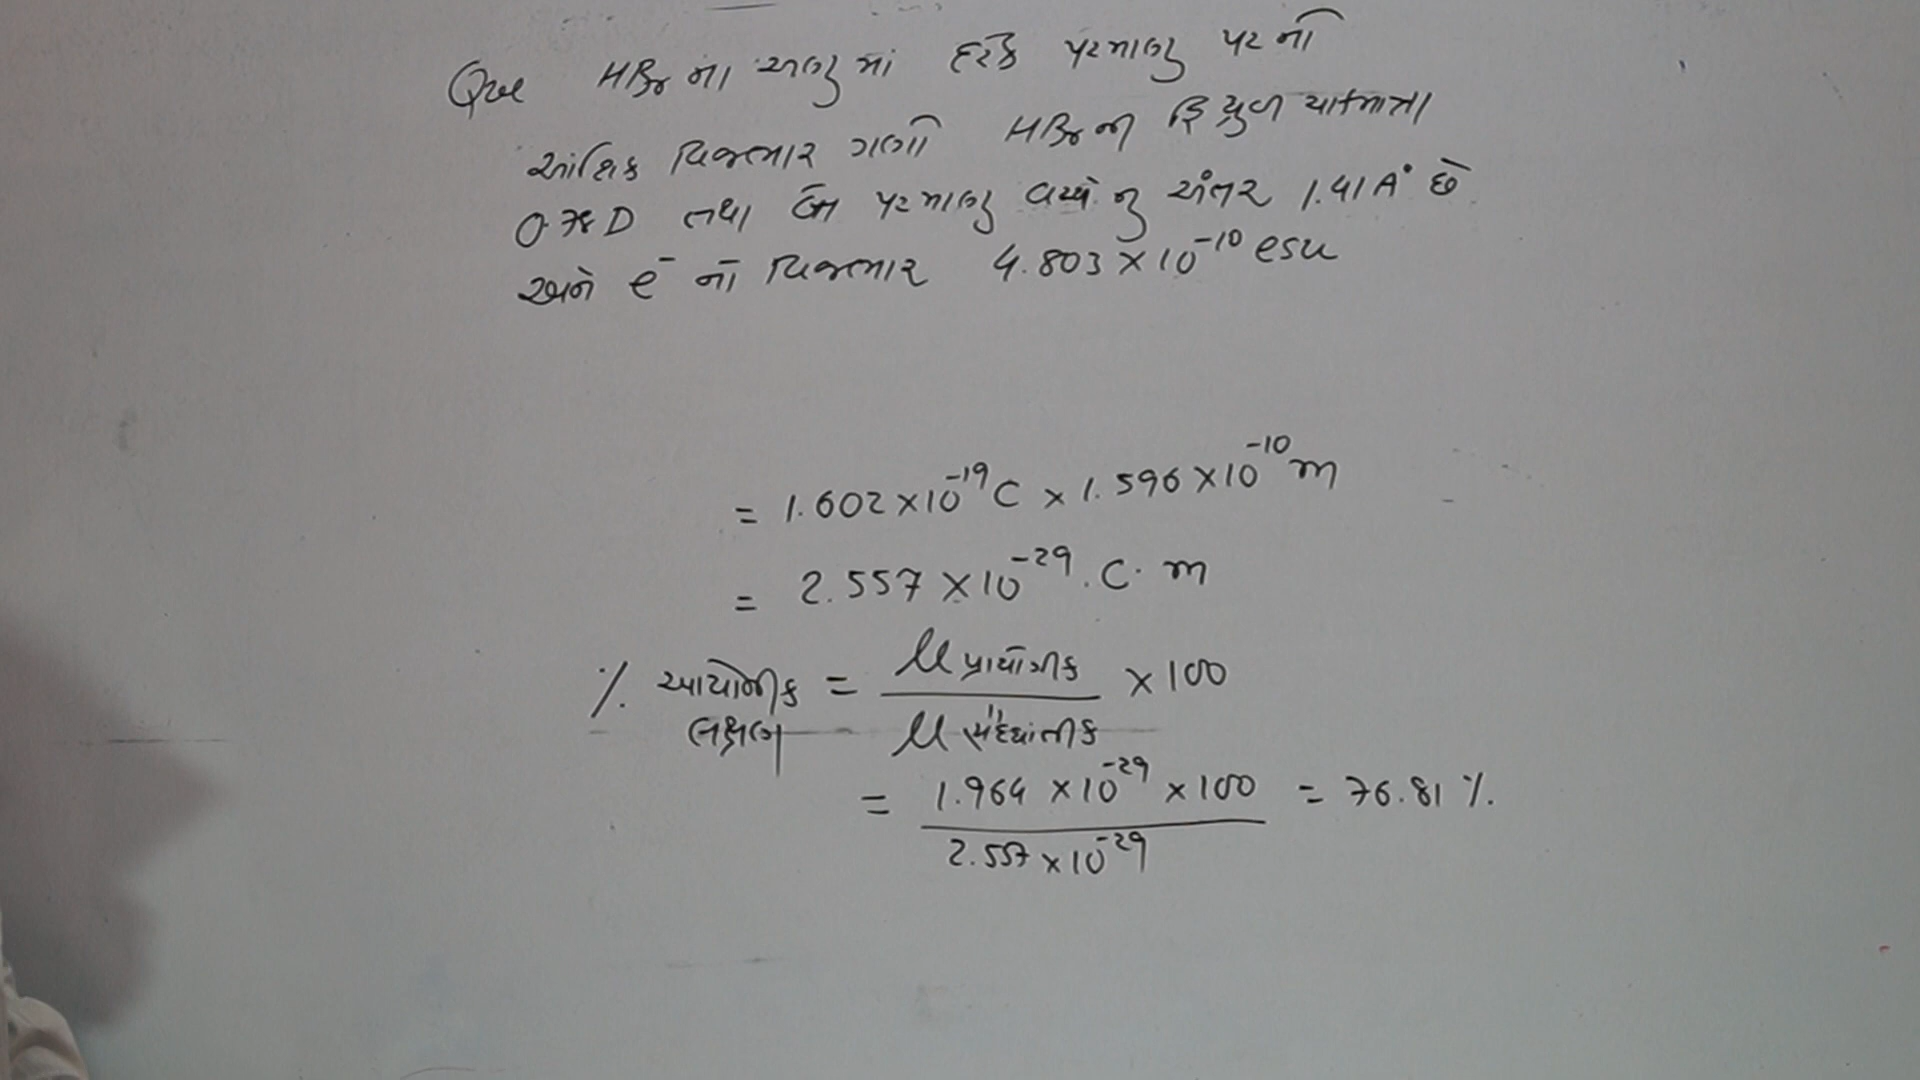 Que HBr ના અણુ માં દરેક પરમાણુ પર નો
આંશિક વિજભાર ગણો HBr ની દ્વિધ્રુવ ચાકમાત્રા
0.78 D તથા બે પરમાણુ વચ્ચે નુ અંતર 1.41 A° છે
અને e⁻ નો વિજભાર 4.803 × 10⁻¹⁰ esu
= 1.602 × 10⁻¹⁹ C × 1.596 × 10⁻¹⁰ m
= 2.557 × 10⁻²⁹ . C . m
% આયોનીક લક્ષણ = μ પ્રાયોગીક / μ સૈદ્ધાંતીક × 100
= 1.964 × 10⁻²⁹ × 100 / 2.557 × 10⁻²⁹ = 76.81 %.